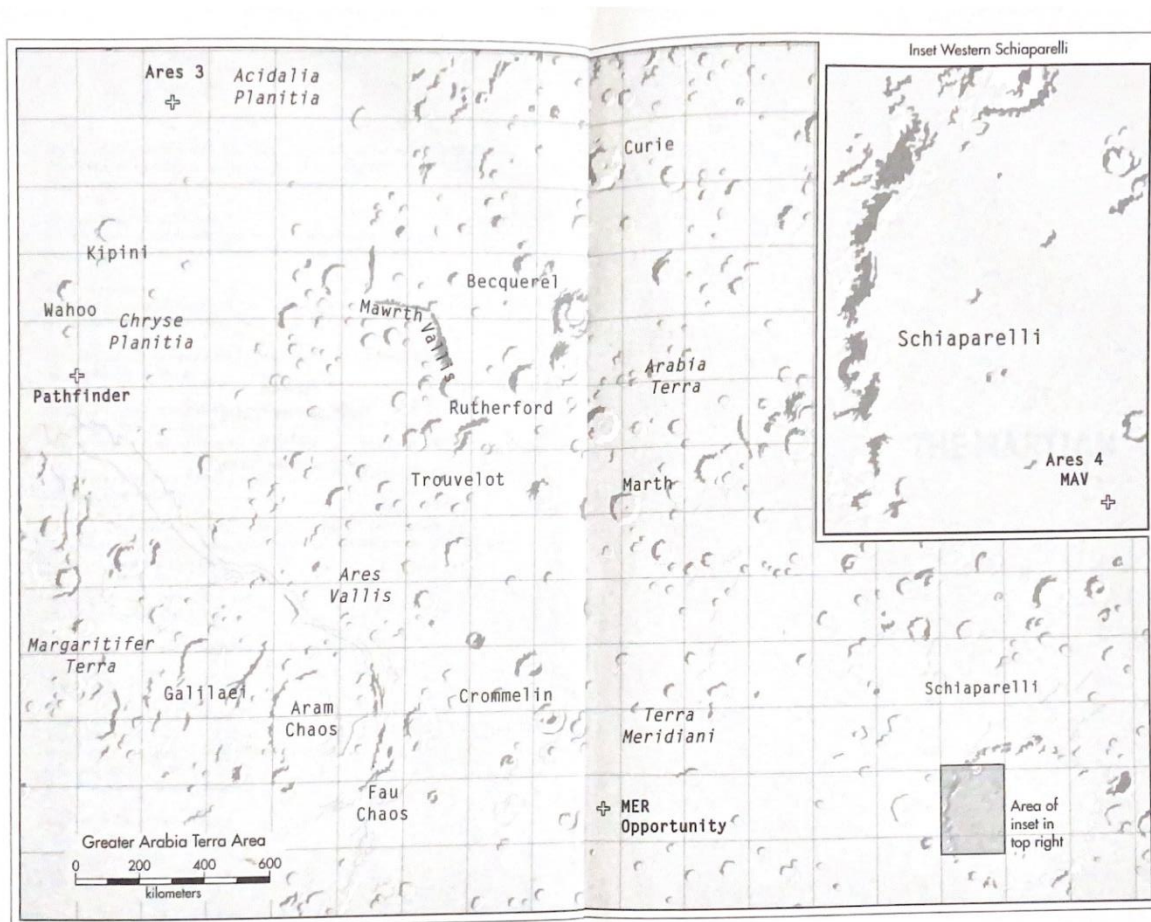 Ares 3
Acidalia
Planitia
Curie
Kipini
Becquerel
Wahoo
Mawrth
Vallis
Chryse
Planitia
Arabia
Terra
Pathfinder
Rutherford
Trouvelot
Marth
Ares
Vallis
Margaritifer
Terra
Galilaei
Aram
Chaos
Crommelin
Terra
Meridiani
Schiaparelli
Fau
Chaos
MER
Opportunity
Area of
inset in
top right
Greater Arabia Terra Area
0 200 400 600
kilometers
Inset Western Schiaparelli
Schiaparelli
Ares 4
MAV
THE MARTIAN